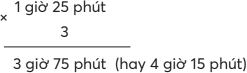 1 giờ 25 phút
×
3
3 giờ 75 phút (hay 4 giờ 15 phút)